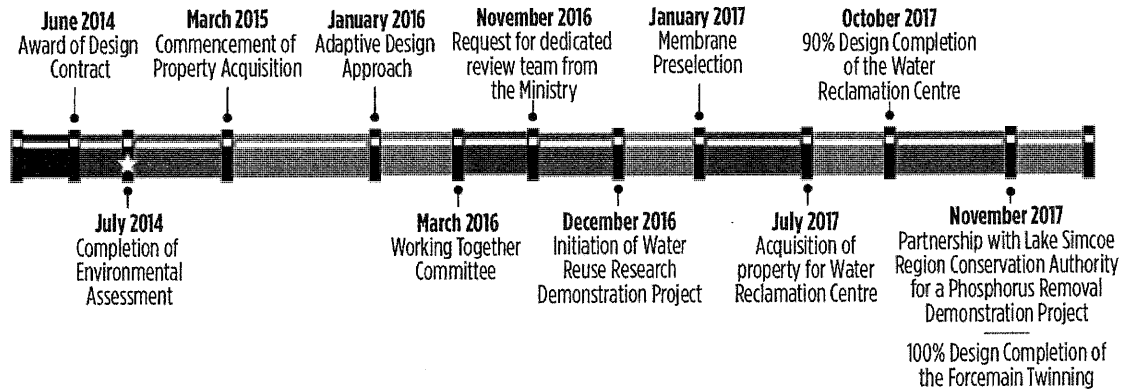 June 2014
Award of Design
Contract
March 2015
Commencement of
Property Acquisition
January 2016
Adaptive Design
Approach
November 2016
Request for dedicated
review team from
the Ministry
January 2017
Membrane
Preselection
October 2017
90% Design Completion
of the Water
Reclamation Centre
July 2014
Completion of
Environmental
Assessment
March 2016
Working Together
Committee
December 2016
Initiation of Water
Reuse Research
Demonstration Project
July 2017
Acquisition of
property for Water
Reclamation Centre
November 2017
Partnership with Lake Simcoe
Region Conservation Authority
for a Phosphorus Removal
Demonstration Project
100% Design Completion of
the Forcemain Twinning